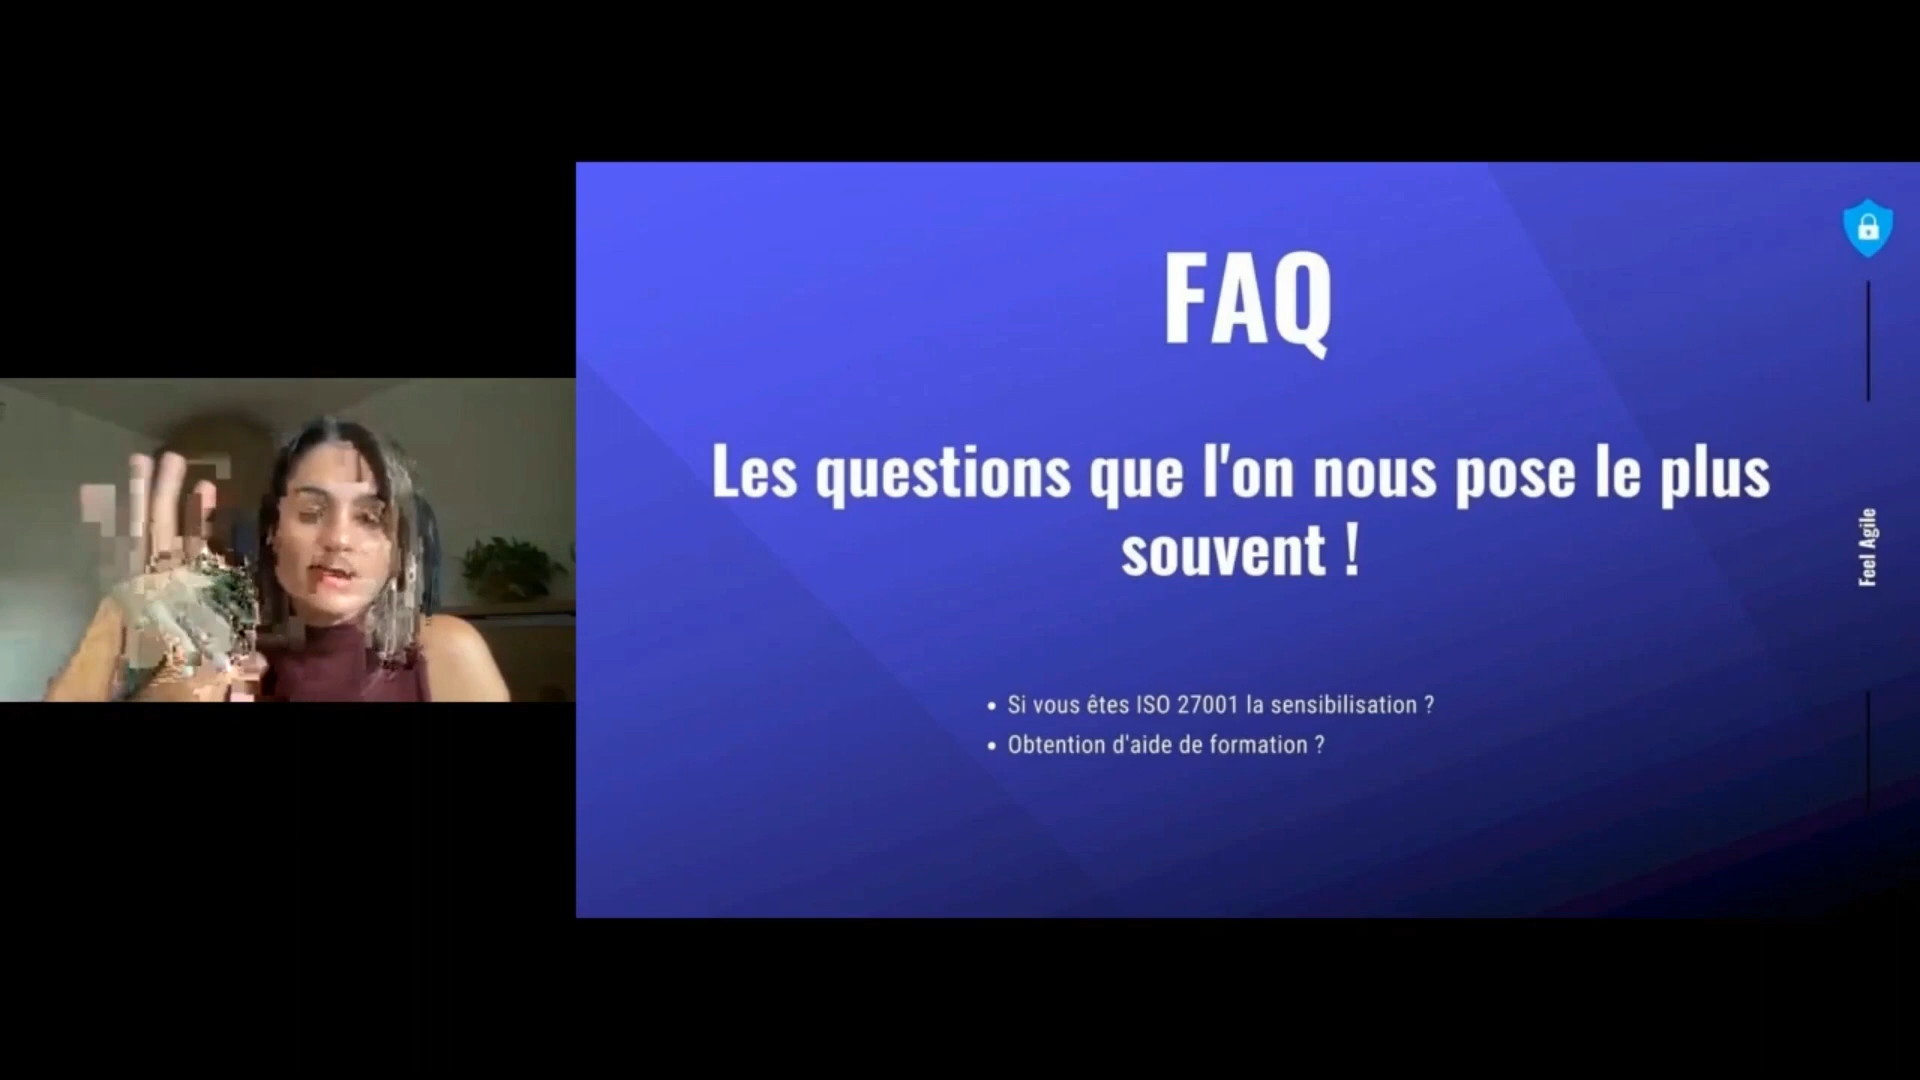 FAQ
Les questions que l'on nous pose le plus
souvent !
• Si vous êtes ISO 27001 la sensibilisation ?
• Obtention d'aide de formation ?
Feel Agile